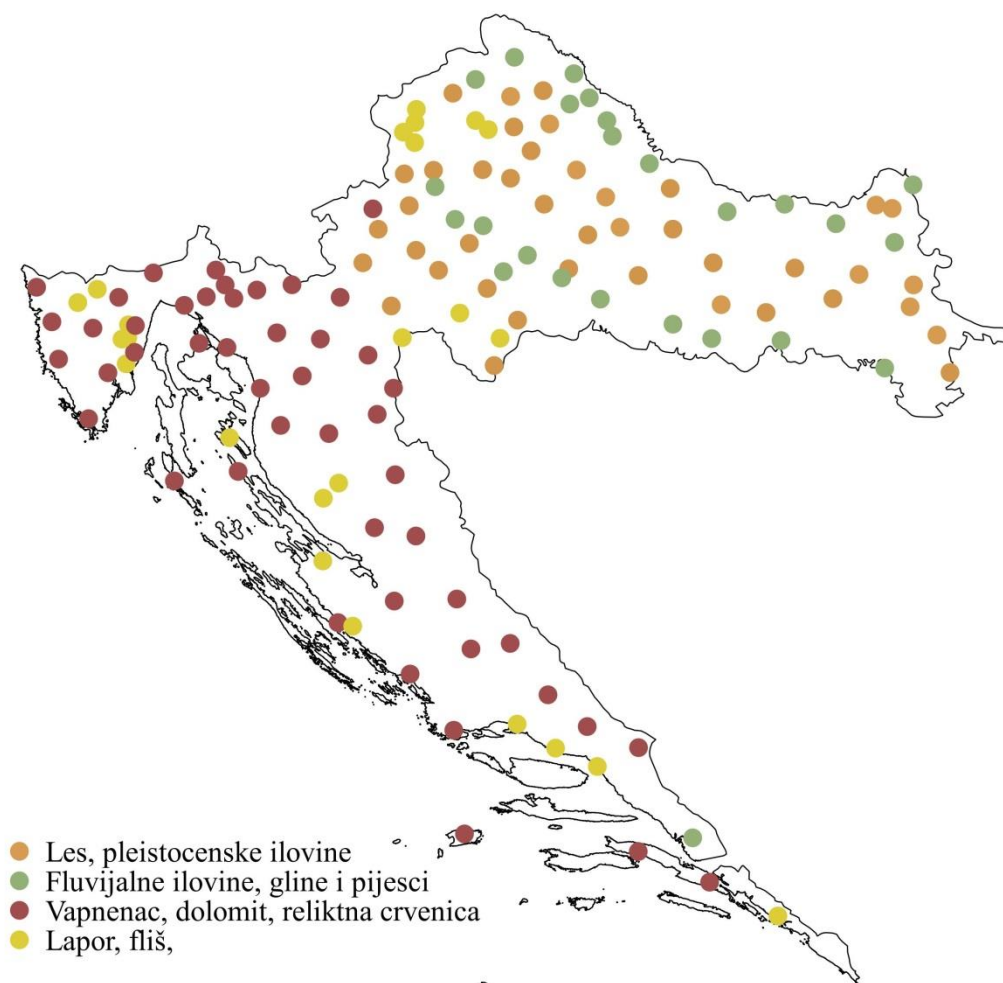 Les, pleistocenske ilovine
Fluvijalne ilovine, gline i pijesci
Vapnenac, dolomit, reliktna crvenica
Lapor, fliš,